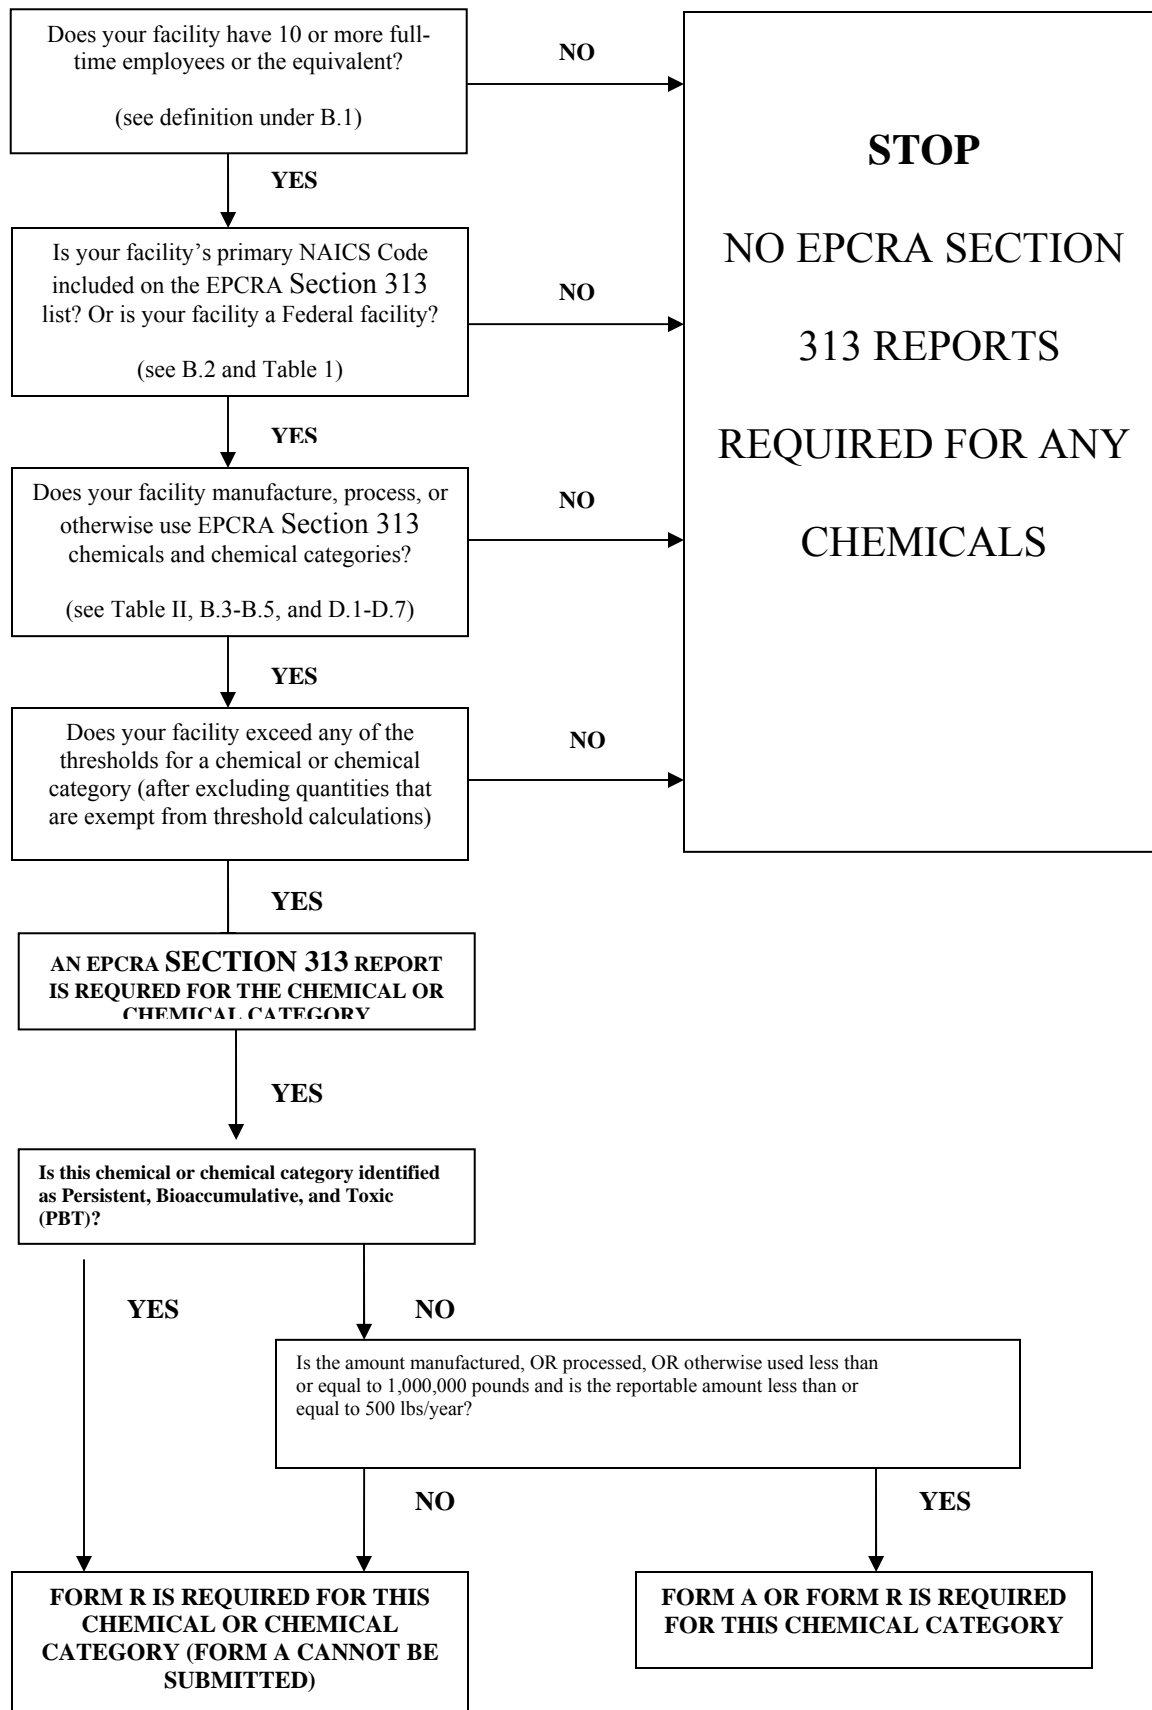 Does your facility have 10 or more full-
time employees or the equivalent?
(see definition under B.1)
NO
STOP
NO EPCRA SECTION
313 REPORTS
REQUIRED FOR ANY
CHEMICALS
YES
Is your facility's primary NAICS Code
included on the EPCRA Section 313
list? Or is your facility a Federal facility?
(see B.2 and Table 1)
NO
YES
Does your facility manufacture, process, or
otherwise use EPCRA Section 313
chemicals and chemical categories?
(see Table II, B.3-B.5, and D.1-D.7)
NO
YES
Does your facility exceed any of the
thresholds for a chemical or chemical
category (after excluding quantities that
are exempt from threshold calculations)
NO
YES
AN EPCRA SECTION 313 REPORT
IS REQURED FOR THE CHEMICAL OR
CHEMICAL CATEGORY
YES
Is this chemical or chemical category identified
as Persistent, Bioaccumulative, and Toxic
(PBT)?
YES
NO
Is the amount manufactured, OR processed, OR otherwise used less than
or equal to 1,000,000 pounds and is the reportable amount less than or
equal to 500 lbs/year?
NO
YES
FORM R IS REQUIRED FOR THIS
CHEMICAL OR CHEMICAL
CATEGORY (FORM A CANNOT BE
SUBMITTED)
FORM A OR FORM R IS REQUIRED
FOR THIS CHEMICAL CATEGORY